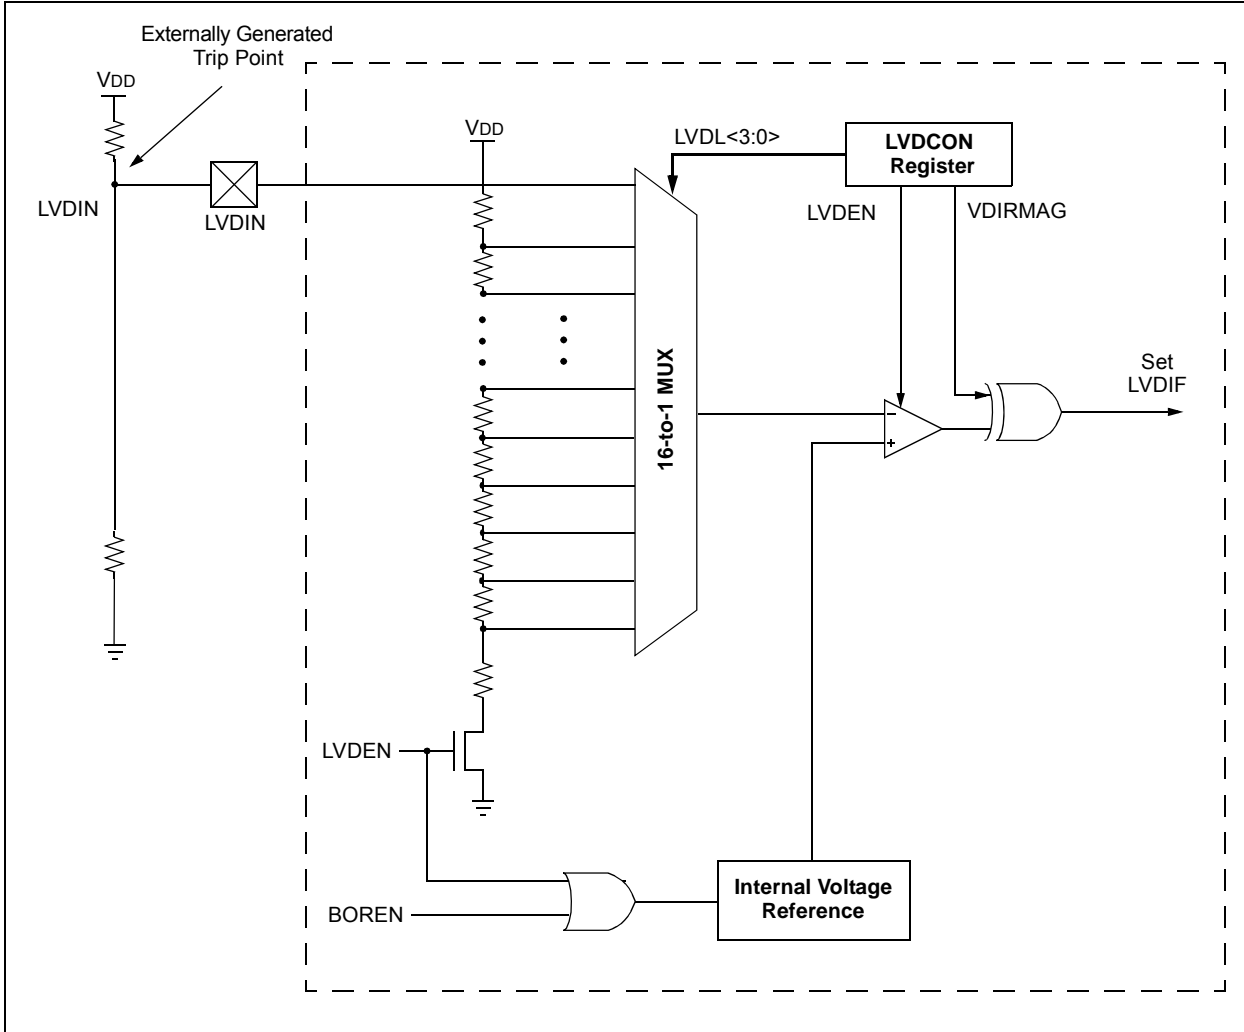 Externally Generated
Trip Point
VDD
LVDIN
LVDIN
VDD
LVDL<3:0>
LVDCON
Register
LVDEN
VDIRMAG
16-to-1 MUX
–
+
Set
LVDIF
LVDEN
BOREN
Internal Voltage
Reference